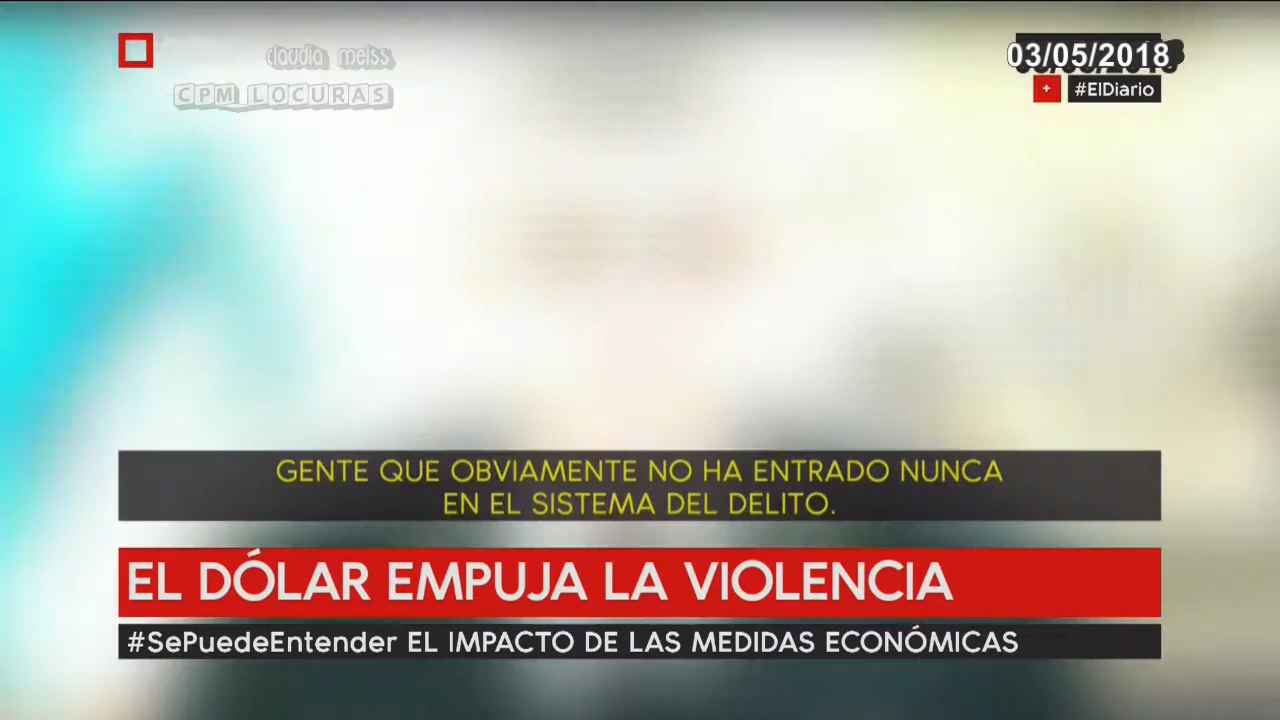 claudia meiss
CPM LOCURAS
03/05/2018
+ #ElDiario
GENTE QUE OBVIAMENTE NO HA ENTRADO NUNCA
EN EL SISTEMA DEL DELITO.
EL DÓLAR EMPUJA LA VIOLENCIA
#SePuedeEntender EL IMPACTO DE LAS MEDIDAS ECONÓMICAS